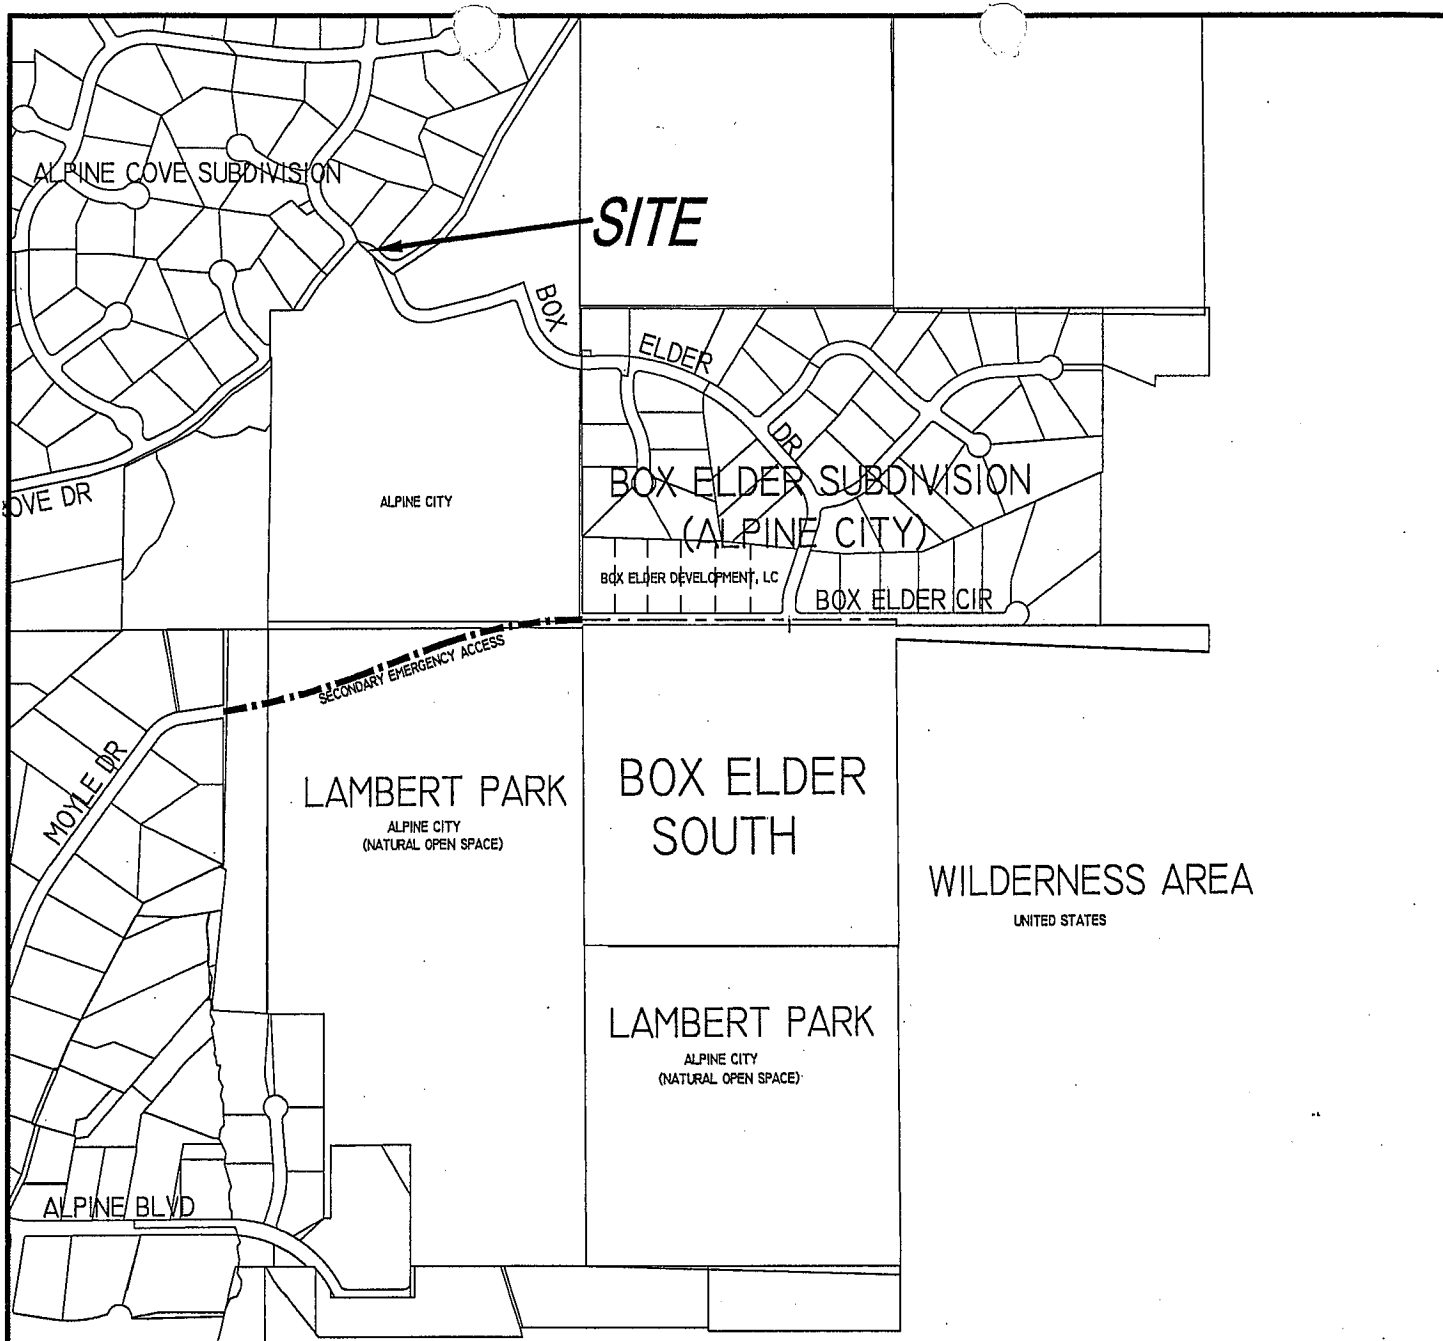 ALPINE COVE SUBDIVISION
SITE
BOX
ELDER
DR
OVE DR
ALPINE CITY
BOX ELDER SUBDIVISION
(ALPINE CITY)
BOX ELDER DEVELOPMENT, LC
BOX ELDER CIR
SECONDARY EMERGENCY ACCESS
MOYLE DR
LAMBERT PARK
ALPINE CITY
(NATURAL OPEN SPACE)
BOX ELDER
SOUTH
WILDERNESS AREA
UNITED STATES
LAMBERT PARK
ALPINE CITY
(NATURAL OPEN SPACE)
ALPINE BLVD